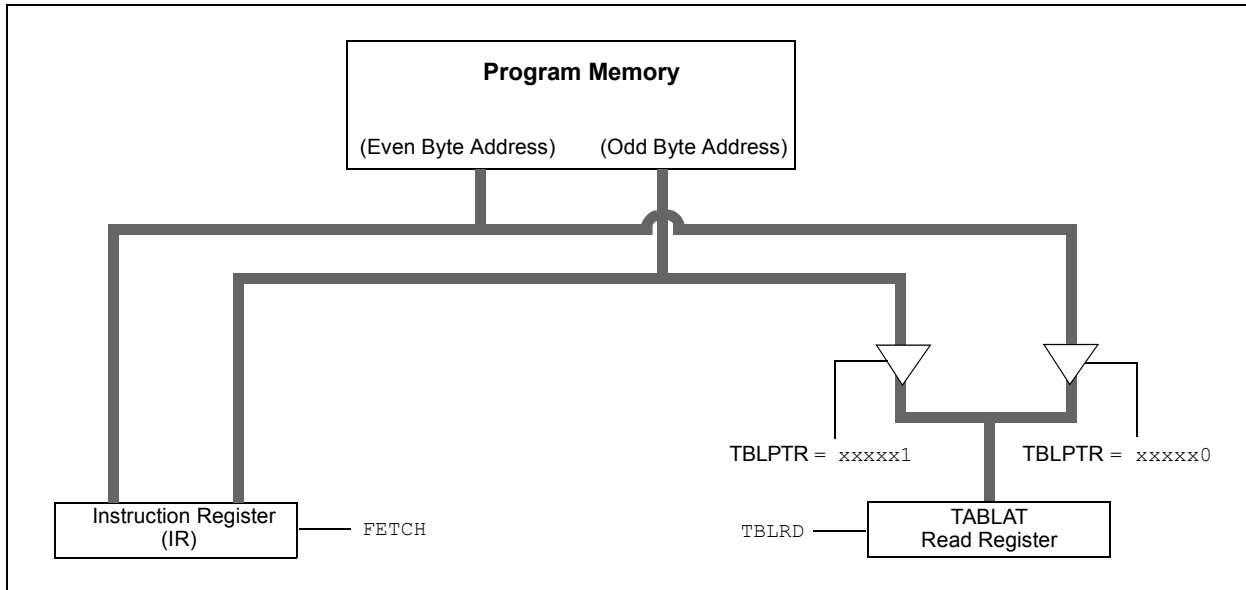 Program Memory
(Even Byte Address) (Odd Byte Address)
TBLPTR = xxxxx1 TBLPTR = xxxxx0
Instruction Register
(IR)
FETCH
TBLRD
TABLAT
Read Register